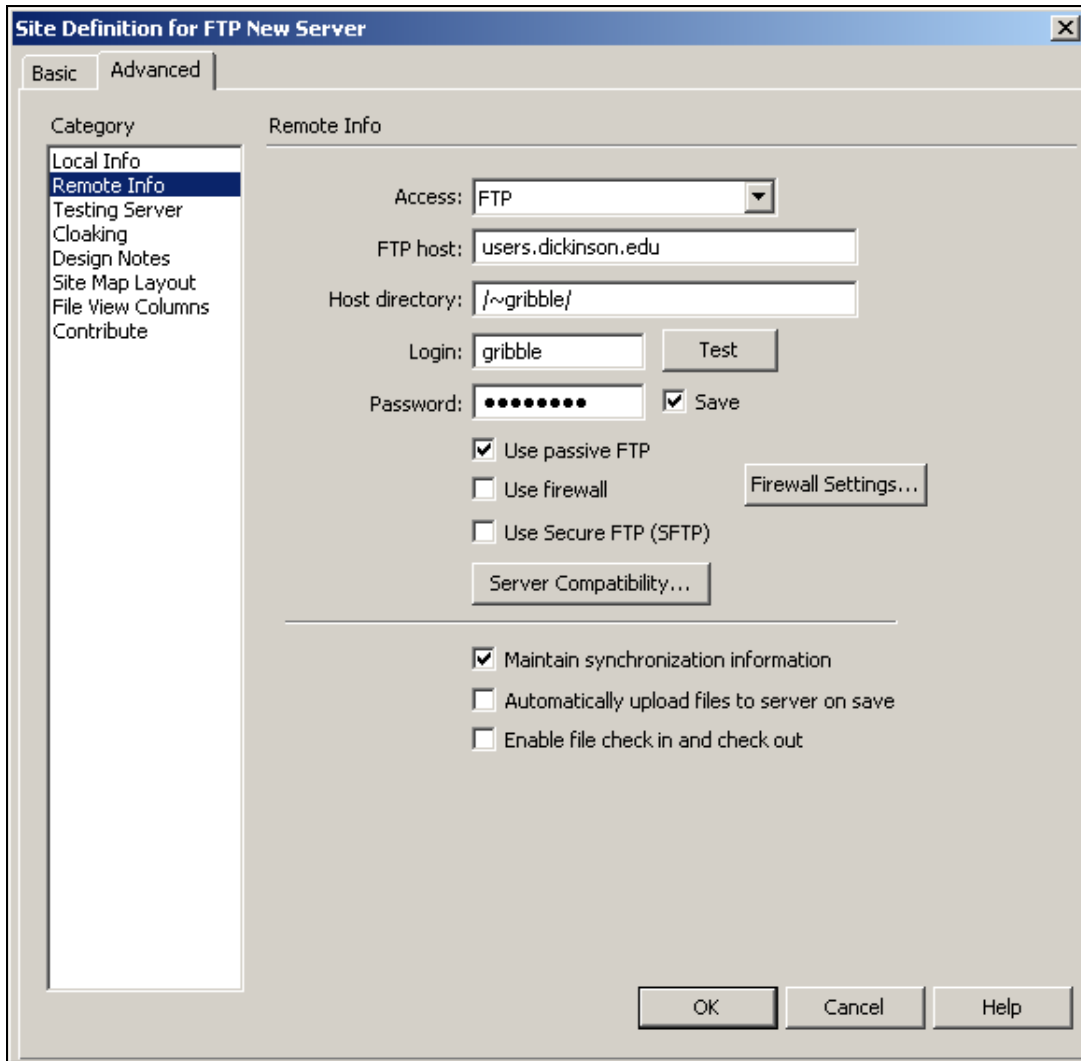 Site Definition for FTP New Server
Basic
Advanced
Category
Local Info
Remote Info
Testing Server
Cloaking
Design Notes
Site Map Layout
File View Columns
Contribute
Remote Info
Access: FTP
FTP host: users.dickinson.edu
Host directory: /~gribble/
Login: gribble Test
Password: ●●●●●●●● Save
Use passive FTP
Use firewall Firewall Settings...
Use Secure FTP (SFTP)
Server Compatibility...
Maintain synchronization information
Automatically upload files to server on save
Enable file check in and check out
OK Cancel Help